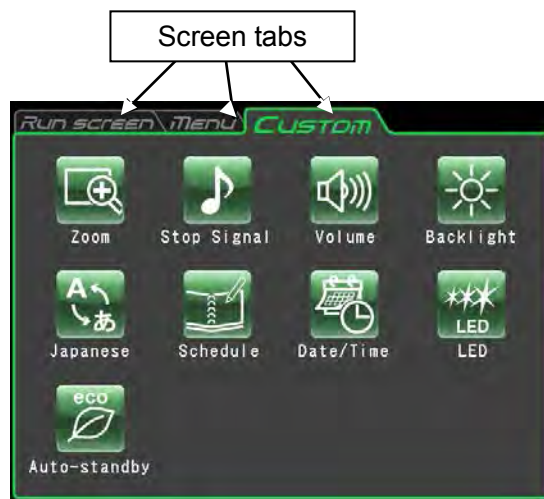 Screen tabs
Run screen Menu Custom
Zoom Stop Signal Volume Backlight
A
あ
LED
Japanese Schedule Date/Time LED
eco
Auto-standby